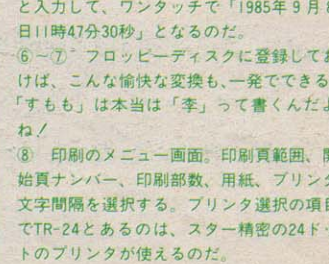 と入力して、ワンタッチで「1985年9月8
日11時47分30秒」となるのだ。
⑥~⑦ フロッピーディスクに登録してお
けば、こんな愉快な変換も、一発でできる
「すもも」は本当は「李」って書くんだよ
ね!
⑧ 印刷のメニュー画面。印刷頁範囲、開
始頁ナンバー、印刷部数、用紙、プリンタ
文字間隔を選択する。プリンタ選択の項目
でTR-24とあるのは、スター精密の24ド
トのプリンタが使えるのだ。